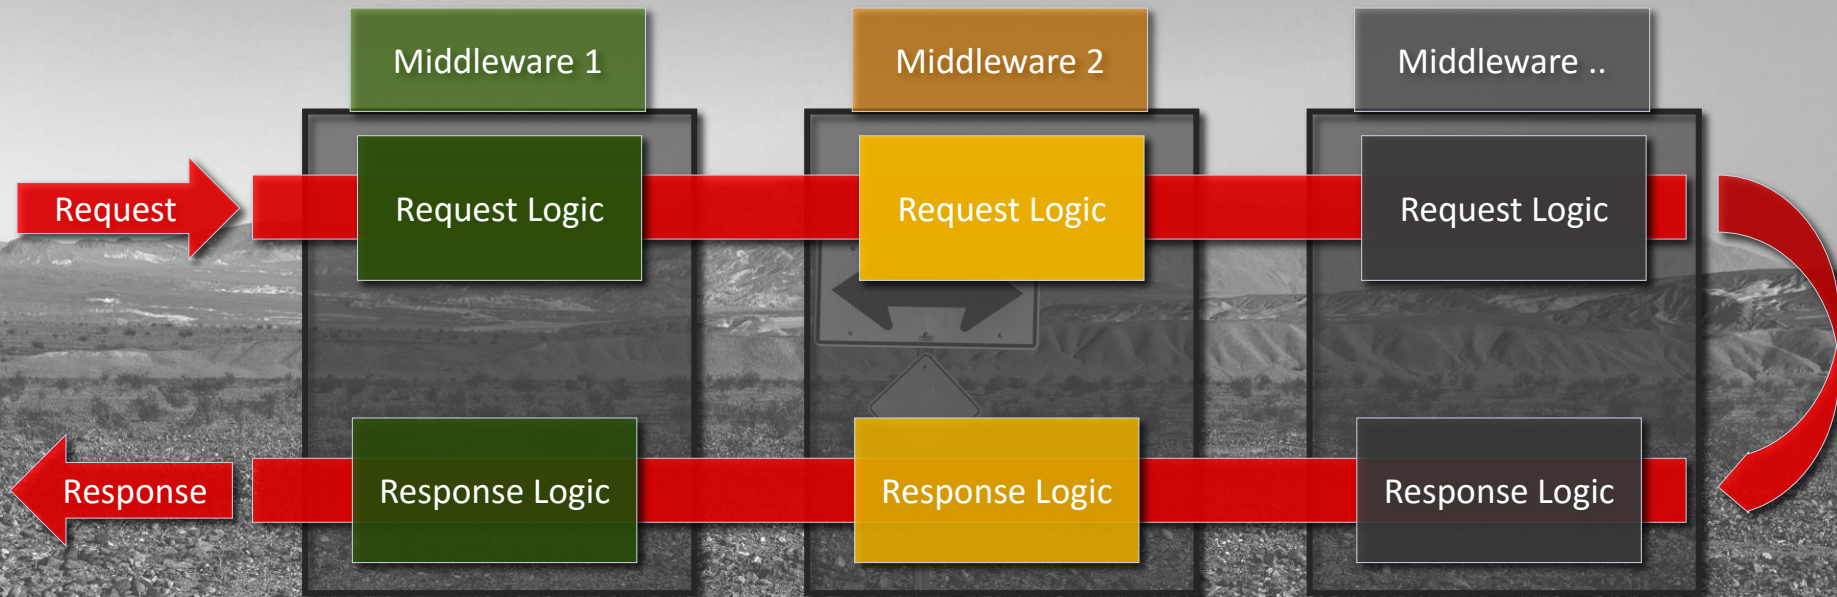 Middleware 1
Middleware 2
Middleware ..
Request
Request Logic
Request Logic
Request Logic
Response
Response Logic
Response Logic
Response Logic